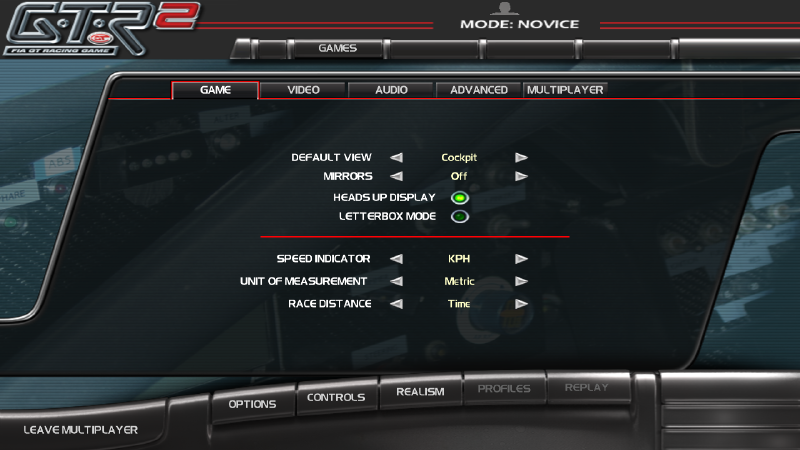 GTR2
FIA GT RACING GAME
MODE: NOVICE
GAMES
GAME VIDEO AUDIO ADVANCED MULTIPLAYER
ABS
DEFAULT VIEW Cockpit
MIRRORS Off
HEADS UP DISPLAY
LETTERBOX MODE
SPEED INDICATOR KPH
UNIT OF MEASUREMENT Metric
RACE DISTANCE Time
LEAVE MULTIPLAYER OPTIONS CONTROLS REALISM PROFILES REPLAY